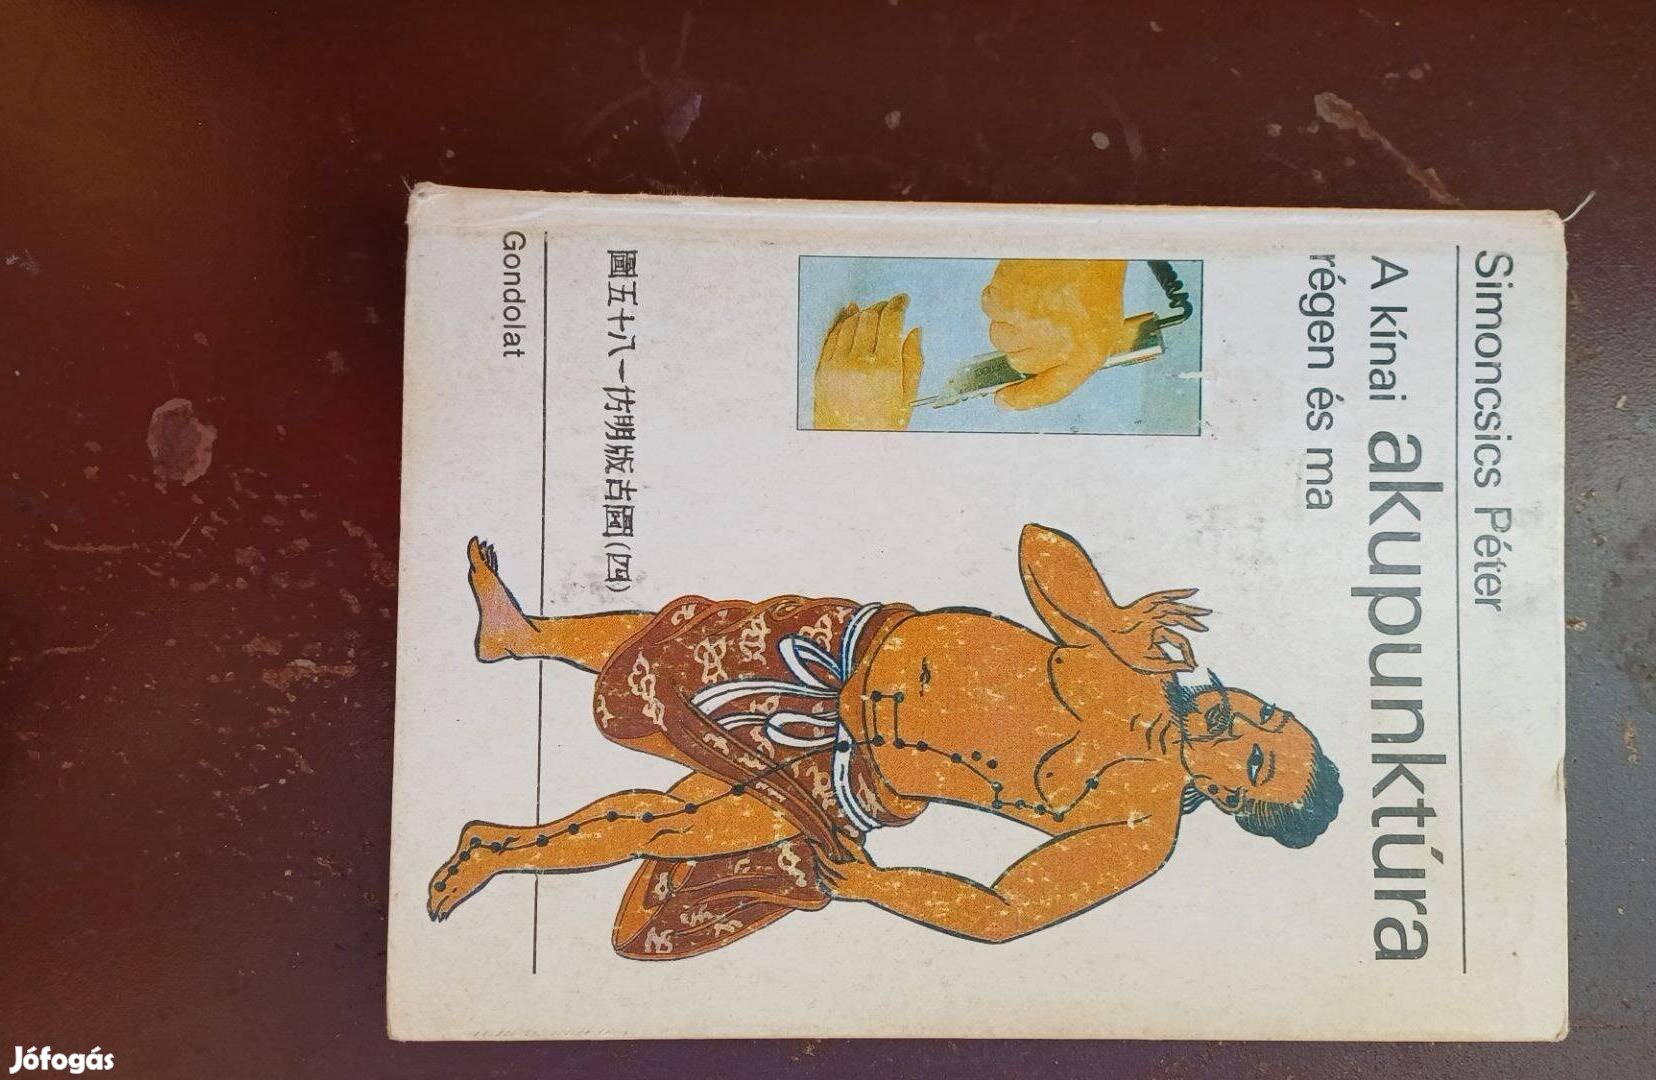 Simoncsics Péter
A kínai akupunktúra
régen és ma
圖五十八一仿明版古圖(四)
Gondolat
Jófogás